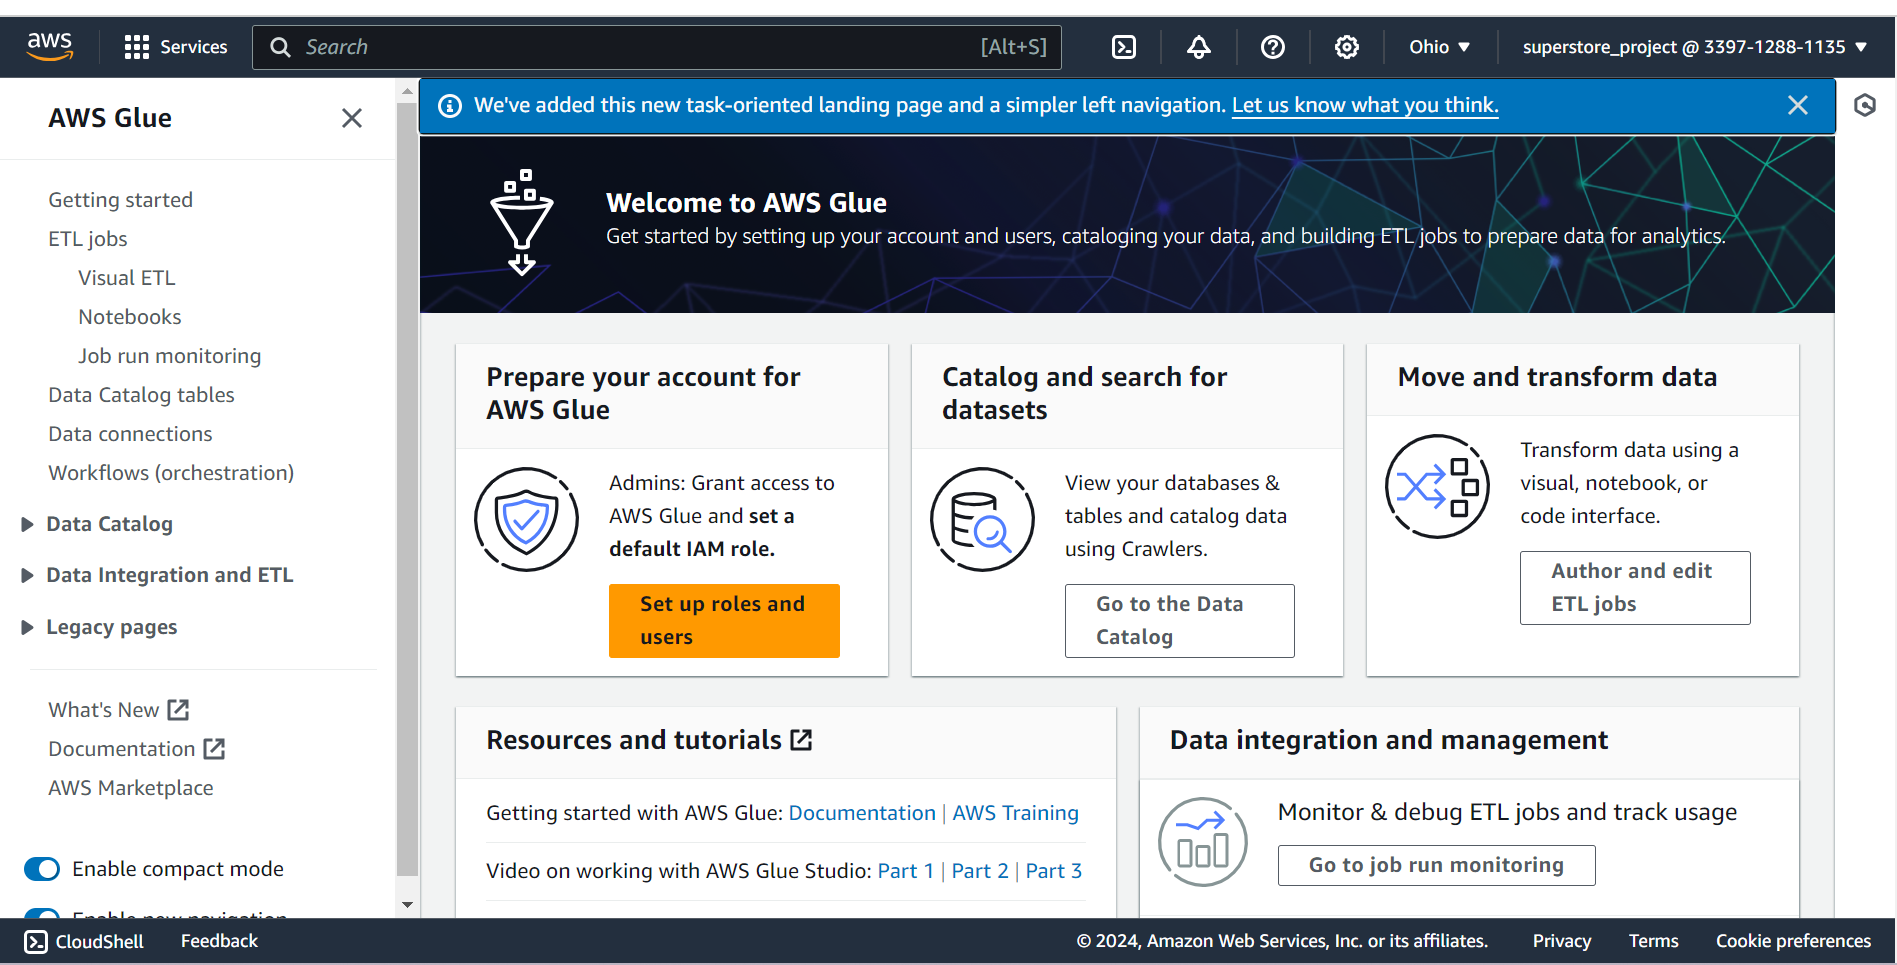 aws
Services
Search
[Alt+S]
Ohio
superstore_project @ 3397-1288-1135
AWS Glue
Getting started
ETL jobs
Visual ETL
Notebooks
Job run monitoring
Data Catalog tables
Data connections
Workflows (orchestration)
Data Catalog
Data Integration and ETL
Legacy pages
What's New
Documentation
AWS Marketplace
Enable compact mode
Enable new navigation
We've added this new task-oriented landing page and a simpler left navigation. Let us know what you think.
Welcome to AWS Glue
Get started by setting up your account and users, cataloging your data, and building ETL jobs to prepare data for analytics.
Prepare your account for
AWS Glue
Admins: Grant access to
AWS Glue and set a
default IAM role.
Set up roles and
users
Catalog and search for
datasets
View your databases &
tables and catalog data
using Crawlers.
Go to the Data
Catalog
Move and transform data
Transform data using a
visual, notebook, or
code interface.
Author and edit
ETL jobs
Resources and tutorials
Getting started with AWS Glue: Documentation | AWS Training
Video on working with AWS Glue Studio: Part 1 | Part 2 | Part 3
Data integration and management
Monitor & debug ETL jobs and track usage
Go to job run monitoring
CloudShell
Feedback
© 2024, Amazon Web Services, Inc. or its affiliates.
Privacy
Terms
Cookie preferences